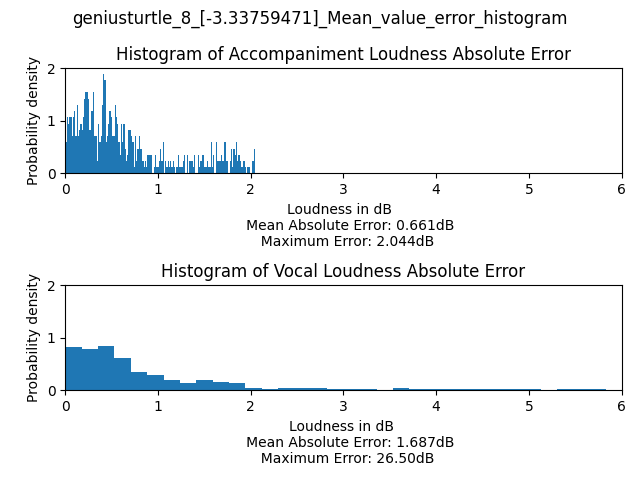 geniusturtle_8_[-3.33759471]_Mean_value_error_histogram
Histogram of Accompaniment Loudness Absolute Error
Probability density
2
1
0
0 1 2 3 4 5 6
Loudness in dB
Mean Absolute Error: 0.661dB
Maximum Error: 2.044dB
Histogram of Vocal Loudness Absolute Error
Probability density
2
1
0
0 1 2 3 4 5 6
Loudness in dB
Mean Absolute Error: 1.687dB
Maximum Error: 26.50dB